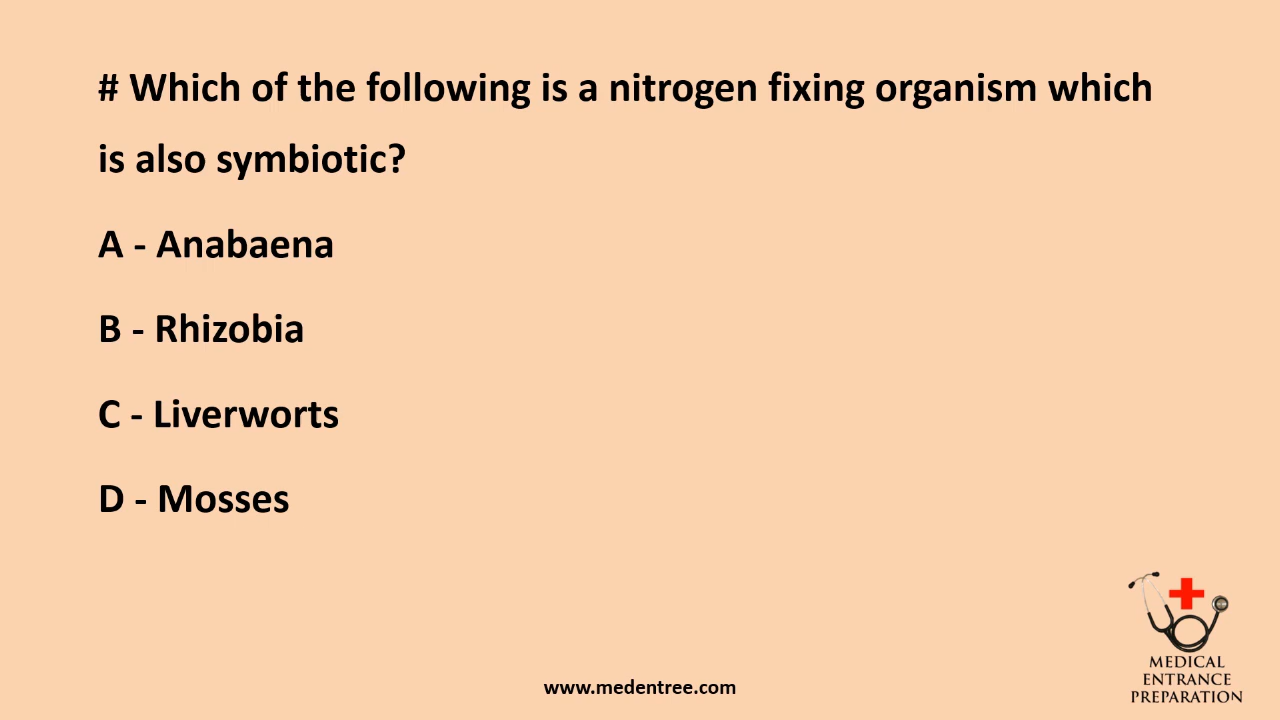 # Which of the following is a nitrogen fixing organism which
is also symbiotic?
A - Anabaena
B - Rhizobia
C - Liverworts
D - Mosses
MEDICAL
ENTRANCE
PREPARATION
www.medentree.com